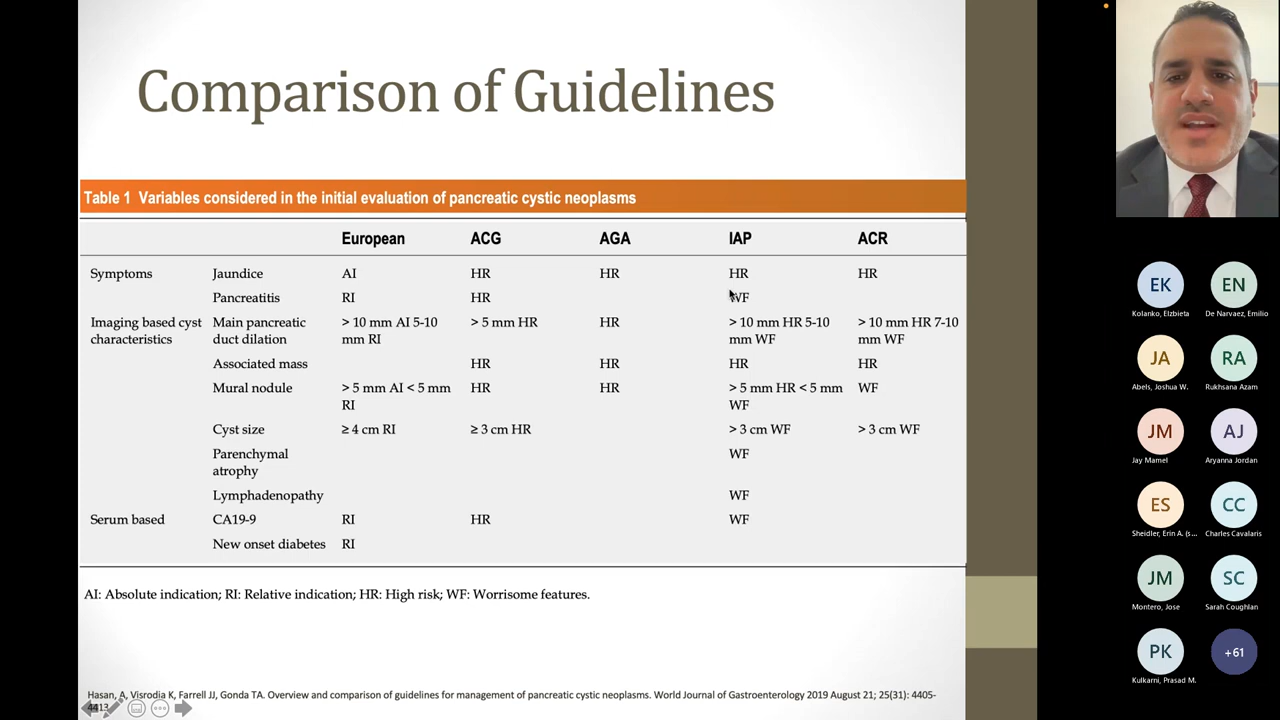 Comparison of Guidelines
Table 1 Variables considered in the initial evaluation of pancreatic cystic neoplasms
European ACG AGA IAP ACR
Symptoms Jaundice AI HR HR HR HR
Pancreatitis RI HR WF
Imaging based cyst Main pancreatic > 10 mm AI 5-10 > 5 mm HR HR > 10 mm HR 5-10 > 10 mm HR 7-10
characteristics duct dilation mm RI mm WF mm WF
Associated mass HR HR HR HR
Mural nodule > 5 mm AI < 5 mm HR HR > 5 mm HR < 5 mm WF
RI WF
Cyst size ≥ 4 cm RI ≥ 3 cm HR > 3 cm WF > 3 cm WF
Parenchymal WF
atrophy
Lymphadenopathy WF
Serum based CA19-9 RI HR WF
New onset diabetes RI
AI: Absolute indication; RI: Relative indication; HR: High risk; WF: Worrisome features.
Hasan, A, Visrodia K, Farrell JJ, Gonda TA. Overview and comparison of guidelines for management of pancreatic cystic neoplasms. World Journal of Gastroenterology 2019 August 21; 25(31): 4405-
4413
EK EN
Kolanko, Elzbieta De Narvaez, Emilio
JA RA
Abels, Joshua W. Rukhsana Azam
JM AJ
Jay Mamel Aryanna Jordan
ES CC
Sheidler, Erin A. (s... Charles Cavalaris
JM SC
Montero, Jose Sarah Coughlan
PK +61
Kulkarni, Prasad M.